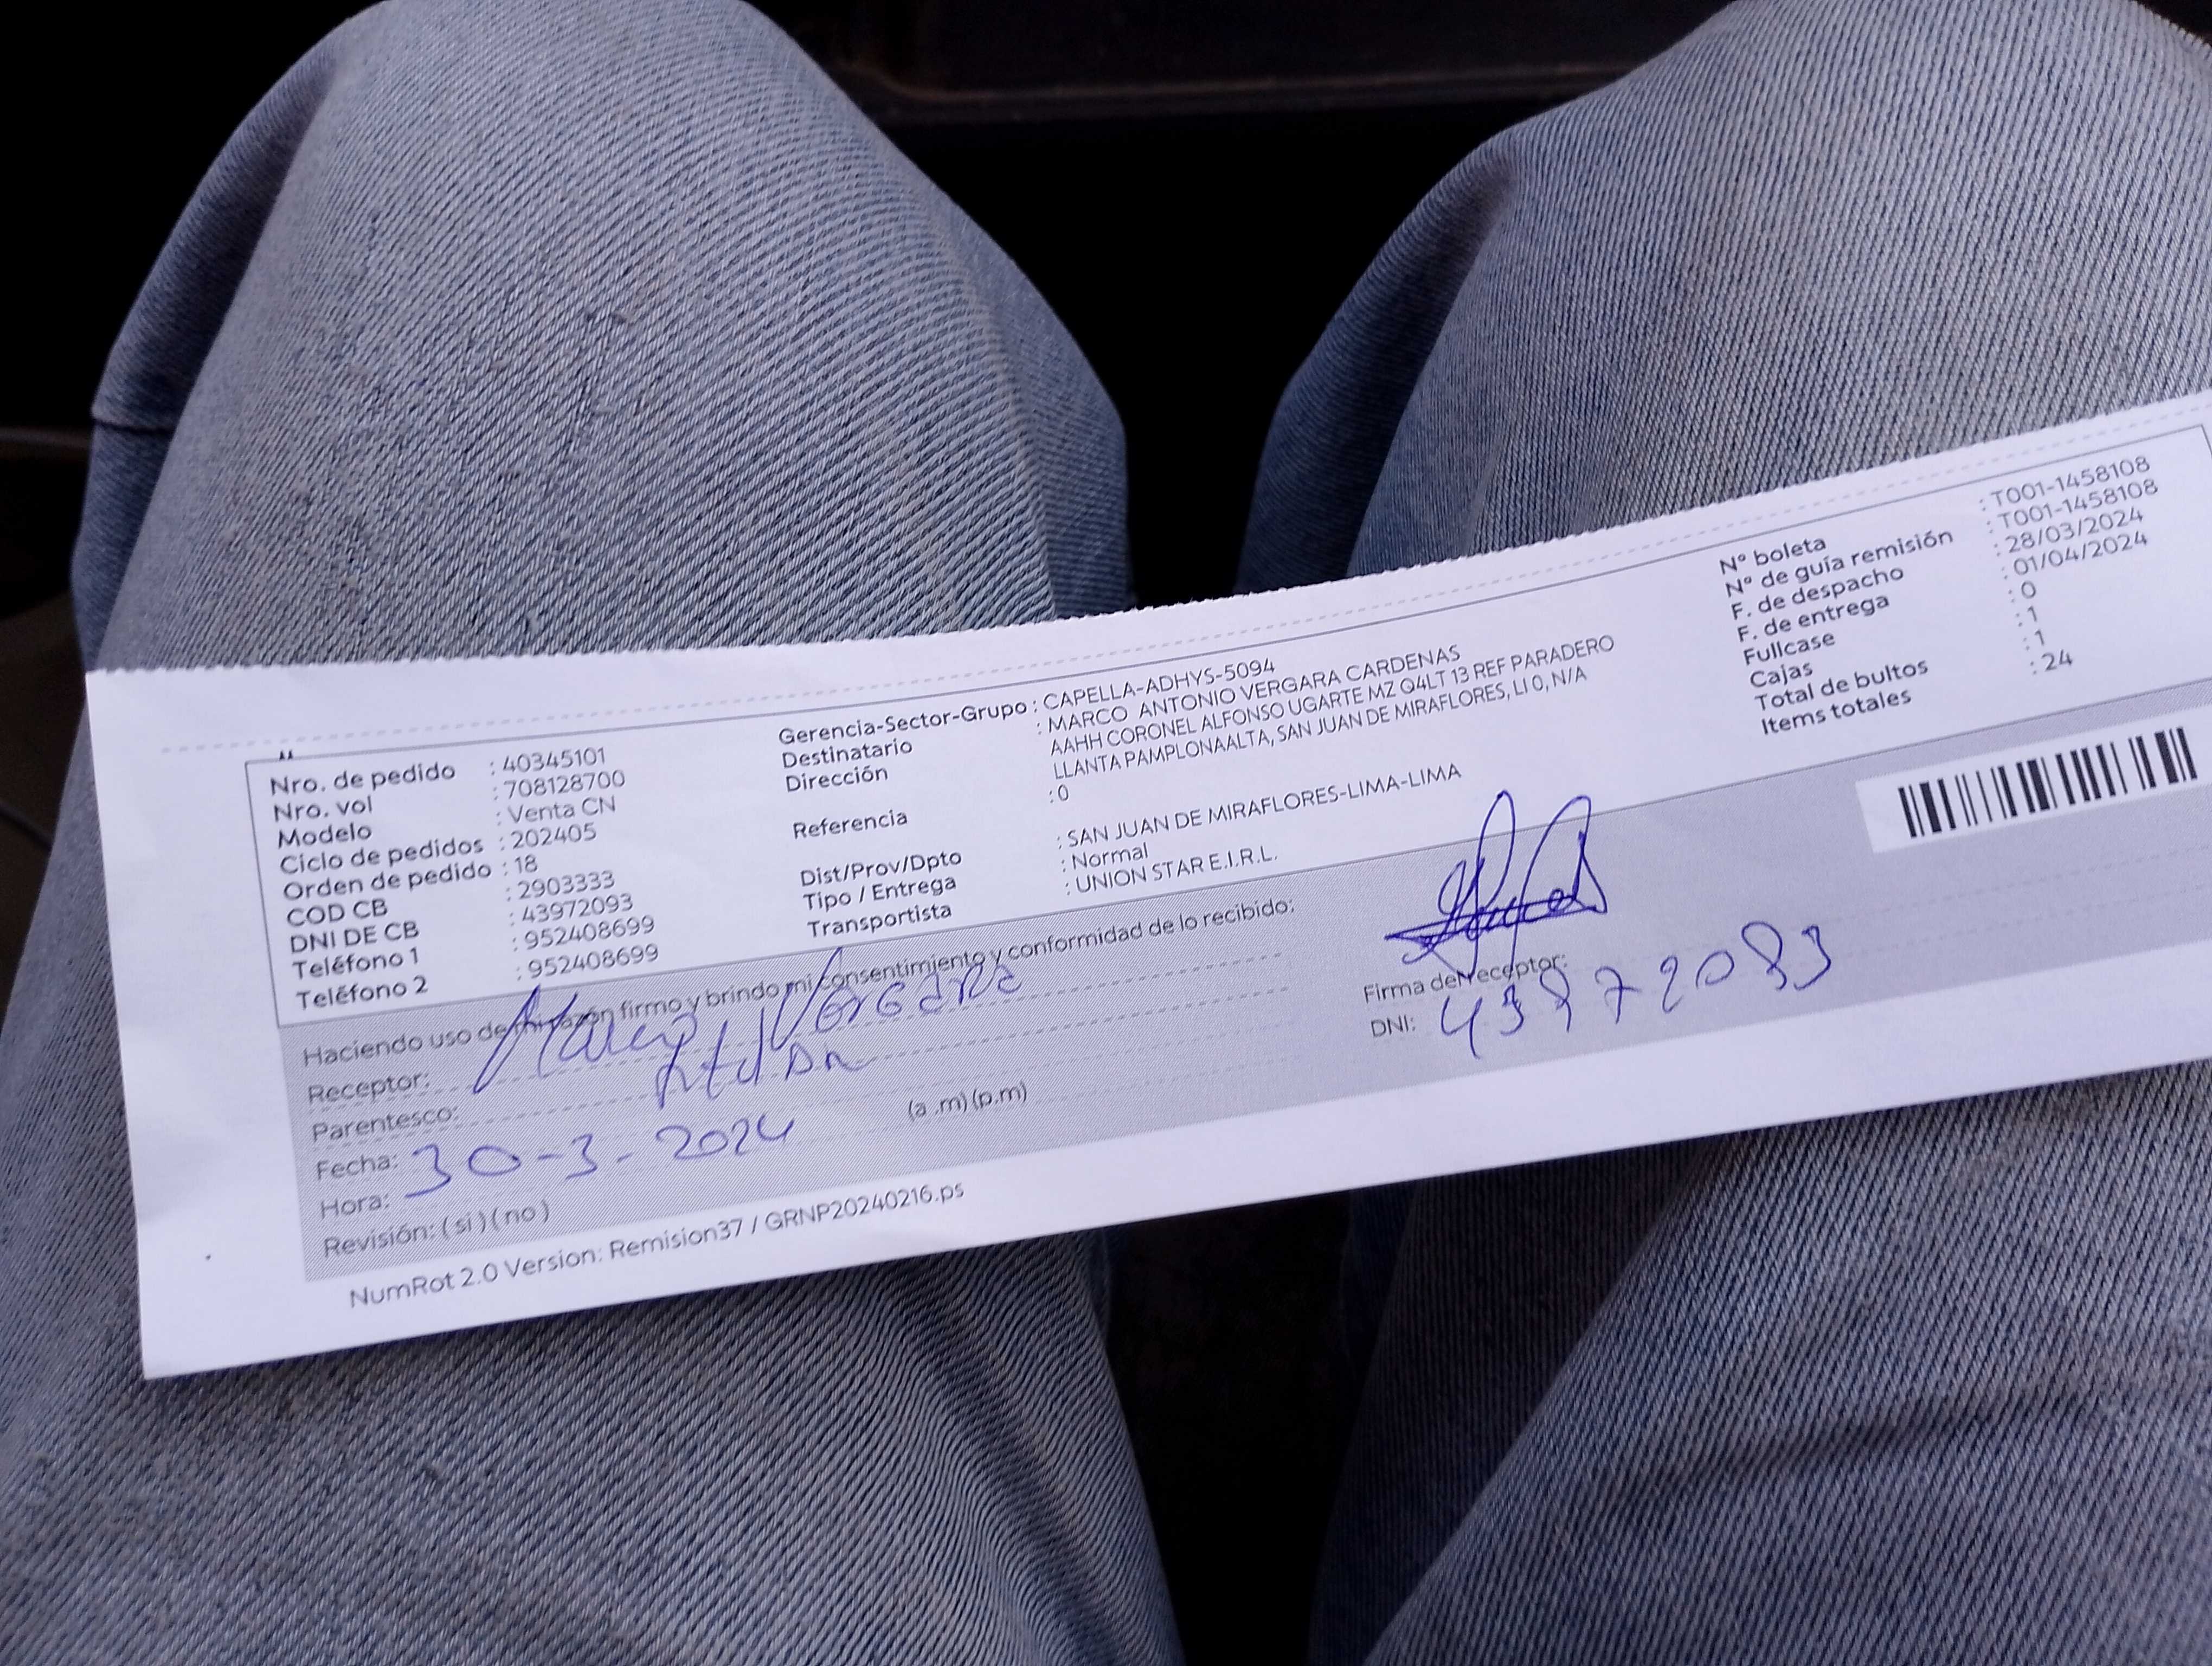 Nro. de pedido : 40345101
Nro. vol : 708128700
Modelo : Venta CN
Ciclo de pedidos : 202405
Orden de pedido : 18
COD CB : 2903333
DNI DE CB : 43972093
Teléfono 1 : 952408699
Teléfono 2 : 952408699
Gerencia-Sector-Grupo : CAPELLA-ADHYS-5094
Destinatario : MARCO ANTONIO VERGARA CARDENAS
Dirección AAHH CORONEL ALFONSO UGARTE MZ Q4LT 13 REF PARADERO
LLANTA PAMPLONAALTA, SAN JUAN DE MIRAFLORES, LI 0, N/A
Referencia : 0
Dist/Prov/Dpto : SAN JUAN DE MIRAFLORES-LIMA-LIMA
Tipo / Entrega : Normal
Transportista : UNION STAR E.I.R.L.
N° boleta : T001-1458108
N° de guía remisión : T001-1458108
F. de despacho : 28/03/2024
F. de entrega : 01/04/2024
Fullcase : 0
Cajas : 1
Total de bultos : 1
Items totales : 24
Haciendo uso de mi razón firmo y brindo mi consentimiento y conformidad de lo recibido:
Receptor: Marco Vergara
Parentesco:
Fecha: 30-3-2024
Hora: (a .m) (p.m)
Revisión: ( si ) ( no )
Firma del receptor:
DNI: 43972093
NumRot 2.0 Version: Remision37 / GRNP20240216.ps